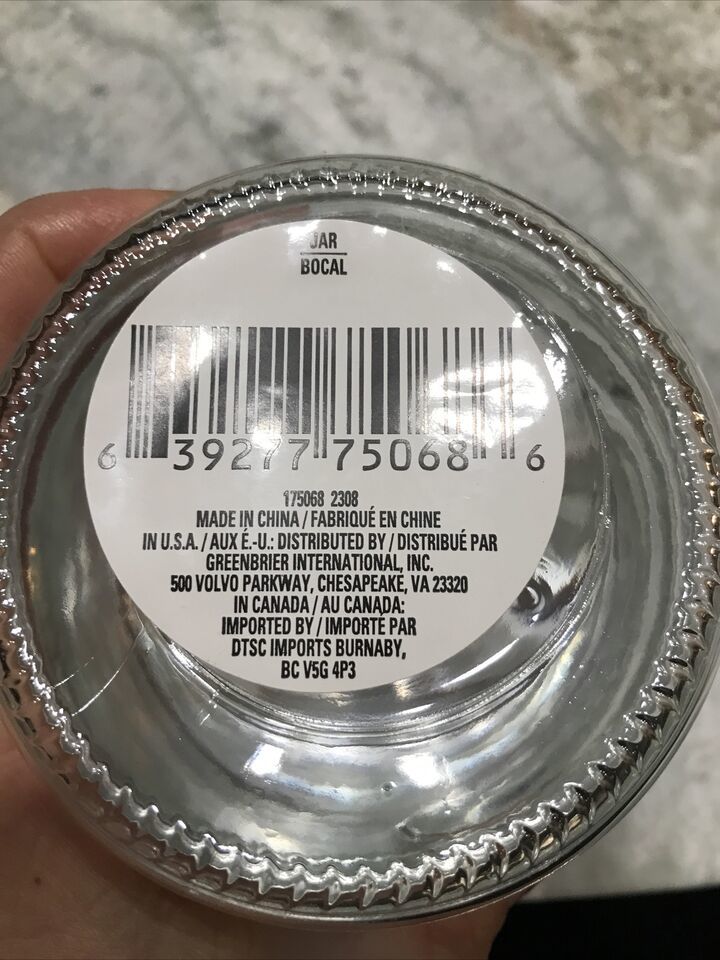 JAR
BOCAL
6 39277 75068 6
175068 2308
MADE IN CHINA / FABRIQUÉ EN CHINE
IN U.S.A. / AUX É.-U.: DISTRIBUTED BY / DISTRIBUÉ PAR
GREENBRIER INTERNATIONAL, INC.
500 VOLVO PARKWAY, CHESAPEAKE, VA 23320
IN CANADA / AU CANADA:
IMPORTED BY / IMPORTÉ PAR
DTSC IMPORTS BURNABY,
BC V5G 4P3